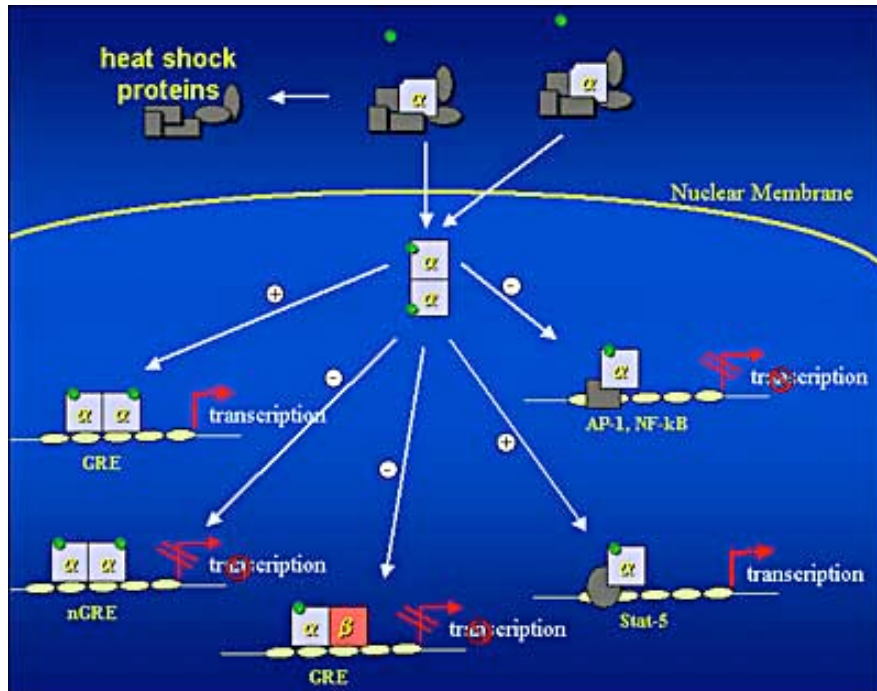 heat shock
proteins
α
α
Nuclear Membrane
α
α
+
-
-
-
+
α
α
transcription
GRE
α
transcription
AP-1, NF-kB
α
α
transcription
nGRE
α
β
transcription
GRE
α
transcription
Stat-5